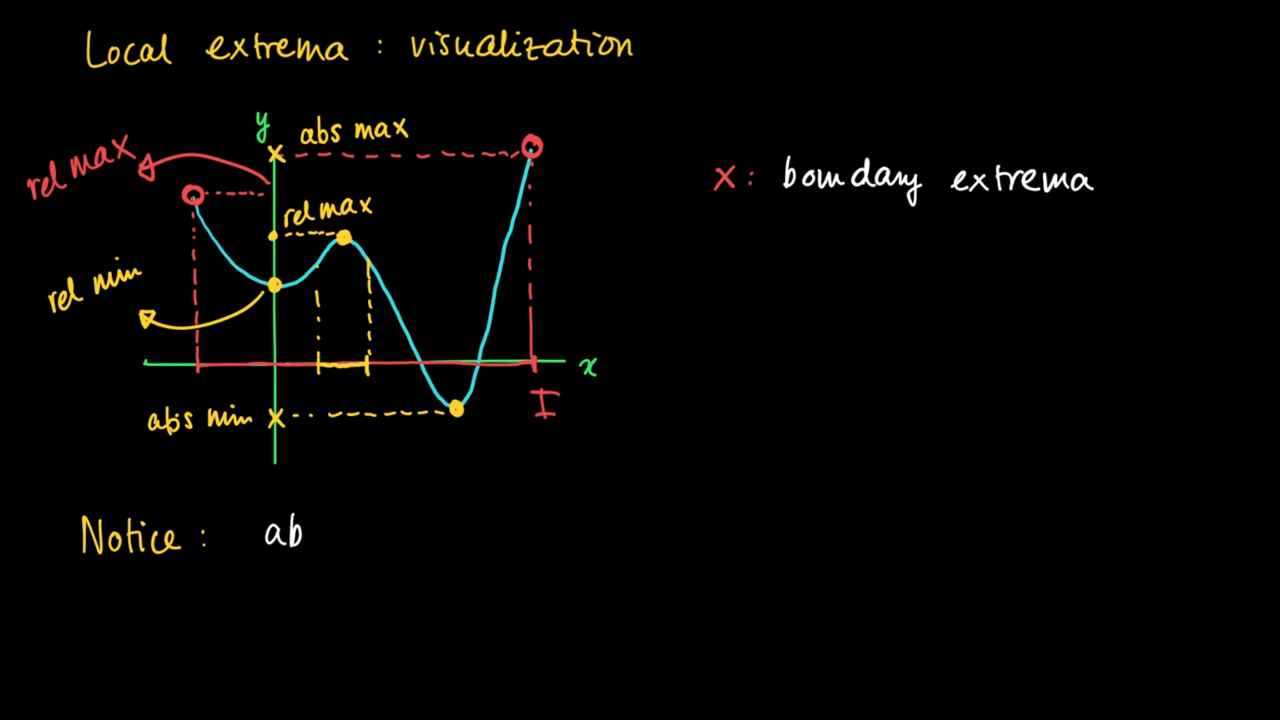 Local extrema : visualization
y
abs max
rel max
x : boundary extrema
rel max
rel min
x
abs min
I
Notice : ab